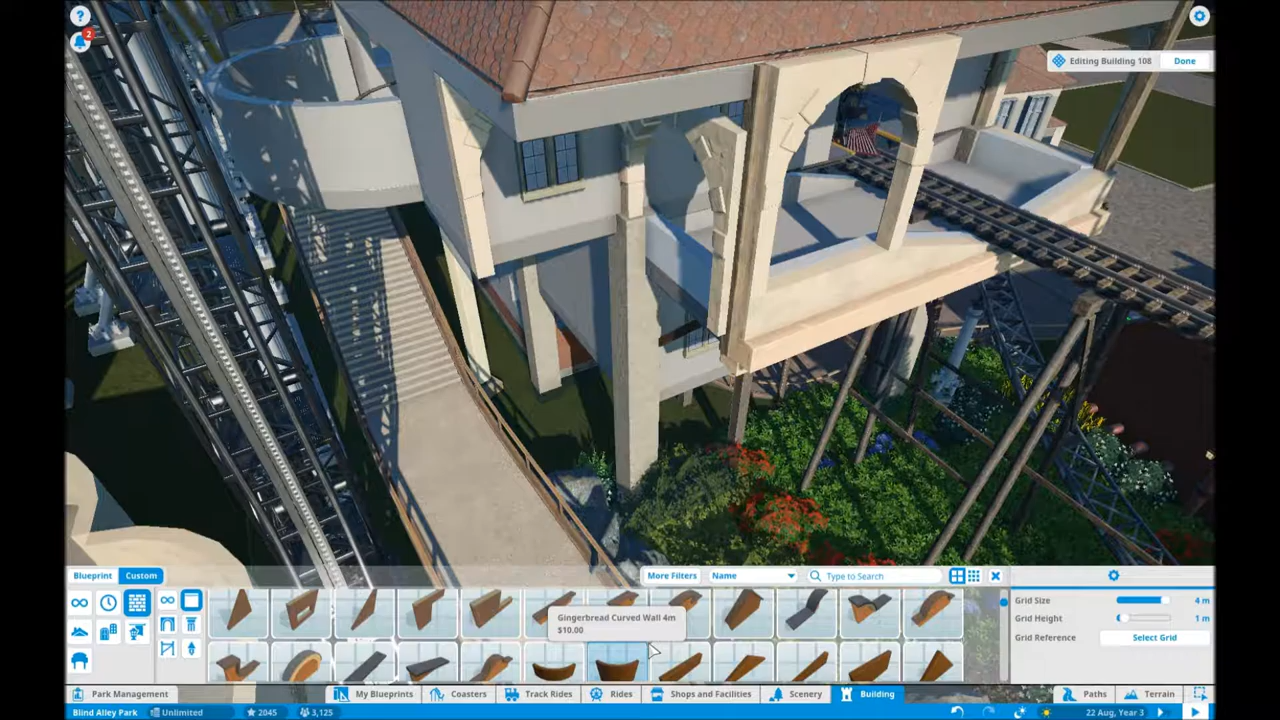 ?
2
Editing Building 108
Done
Blueprint
Custom
More Filters
Name
Type to Search
Gingerbread Curved Wall 4m
$10.00
Grid Size
4 m
Grid Height
1 m
Grid Reference
Select Grid
Park Management
My Blueprints
Coasters
Track Rides
Rides
Shops and Facilities
Scenery
Building
Paths
Terrain
Blind Alley Park
Unlimited
2045
3,125
22 Aug, Year 3